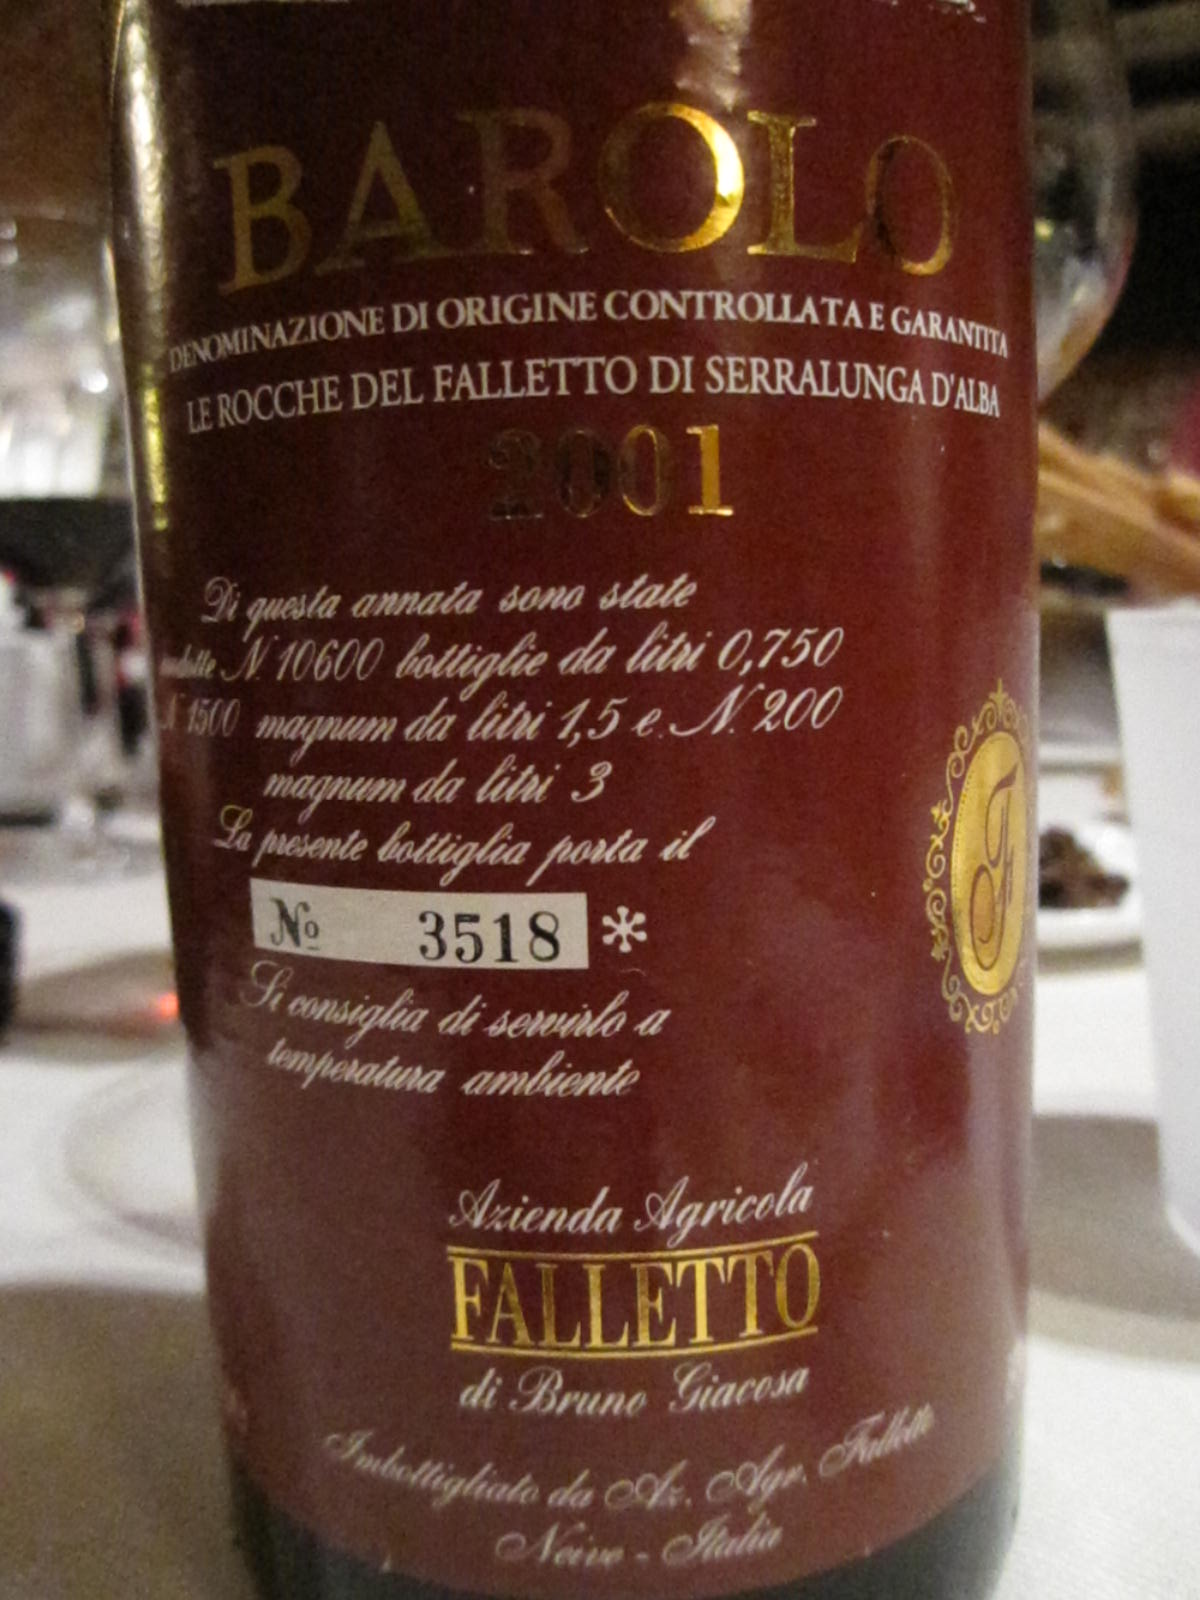 BAROLO
DENOMINAZIONE DI ORIGINE CONTROLLATA E GARANTITA
LE ROCCHE DEL FALLETTO DI SERRALUNGA D'ALBA
2001
Di questa annata sono state
N. 10600 bottiglie da litri 0,750
N. 1500 magnum da litri 1,5 e N. 200
magnum da litri 3
La presente bottiglia porta il
Nº 3518 *
Si consiglia di servirlo a
temperatura ambiente
Azienda Agricola
FALLETTO
di Bruno Giacosa
Imbottigliato da Az. Agr. Falletto
Neive - Italia